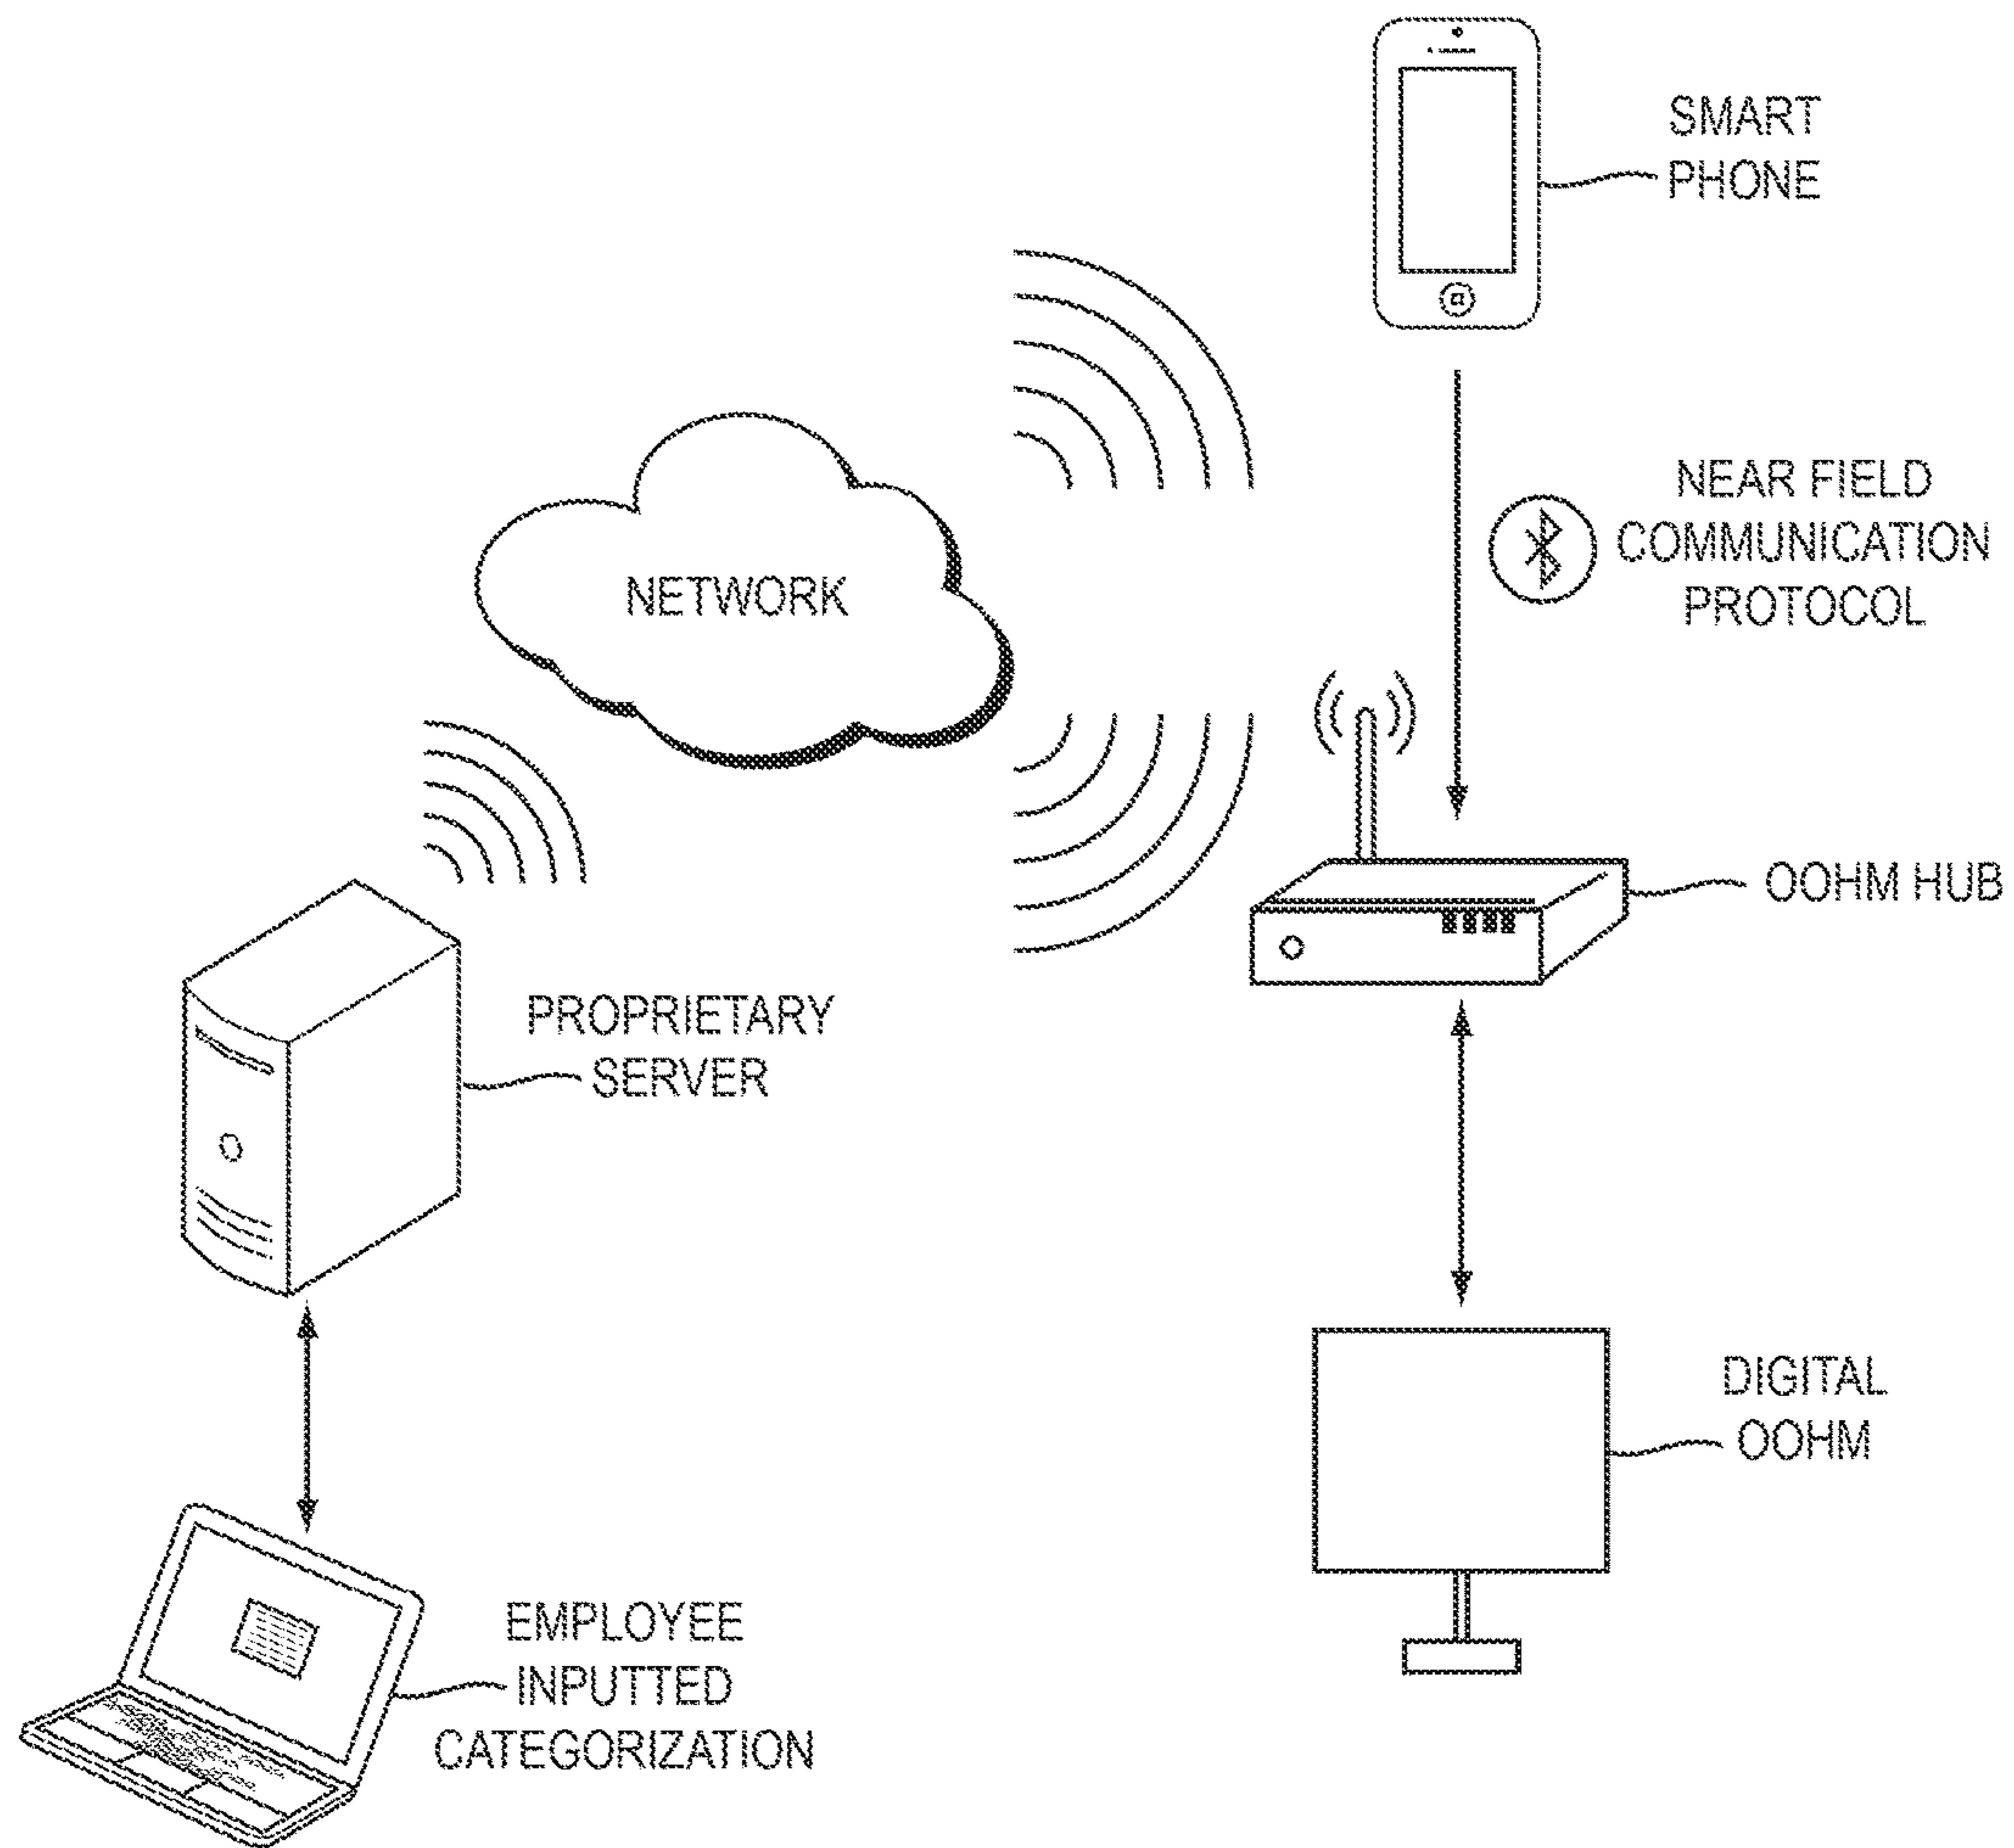 SMART
PHONE
NEAR FIELD
COMMUNICATION
PROTOCOL
NETWORK
OOHM HUB
PROPRIETARY
SERVER
DIGITAL
OOHM
EMPLOYEE
INPUTTED
CATEGORIZATION